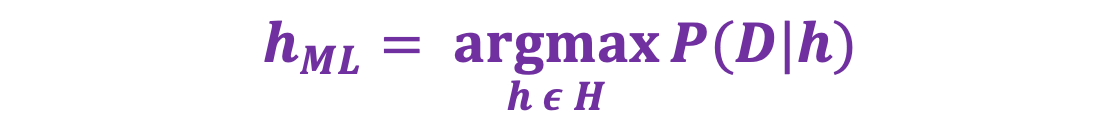 h_ML = argmax P(D|h)
h ϵ H